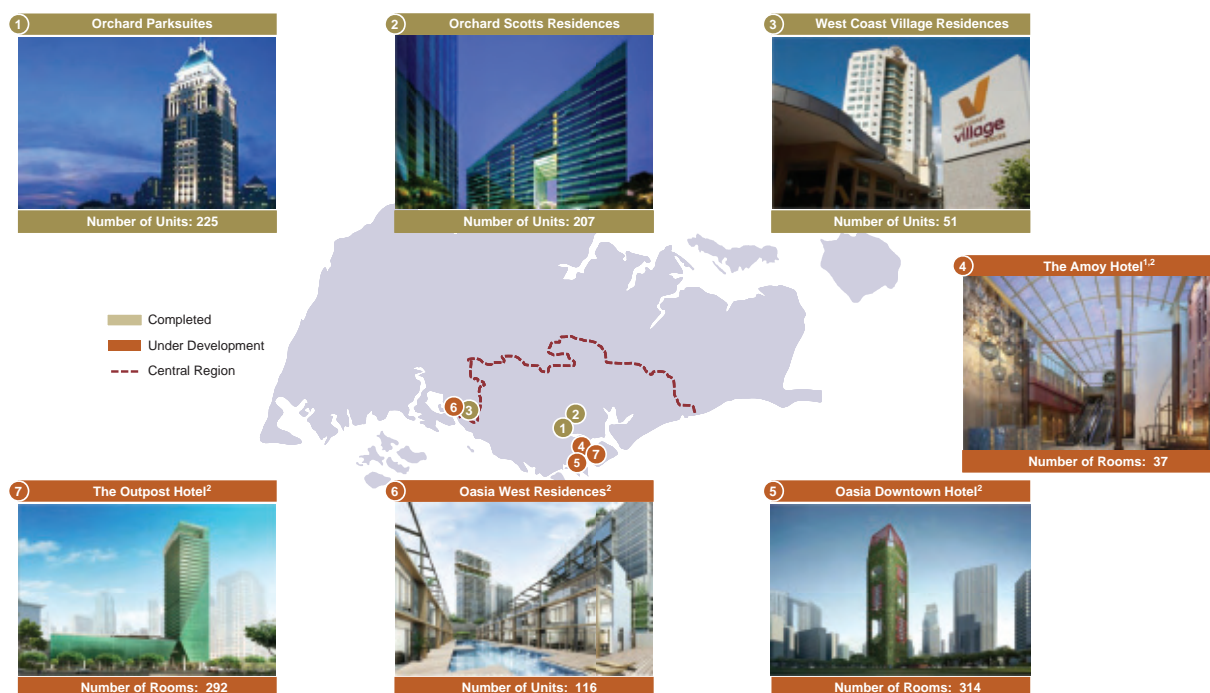 1 Orchard Parksuites
Number of Units: 225
2 Orchard Scotts Residences
Number of Units: 207
3 West Coast Village Residences
village
Number of Units: 51
4 The Amoy Hotel1,2
Number of Rooms: 37
Completed
Under Development
Central Region
6
3
2
1
4
7
5
7 The Outpost Hotel2
Number of Rooms: 292
6 Oasia West Residences2
Number of Units: 116
5 Oasia Downtown Hotel2
Number of Rooms: 314